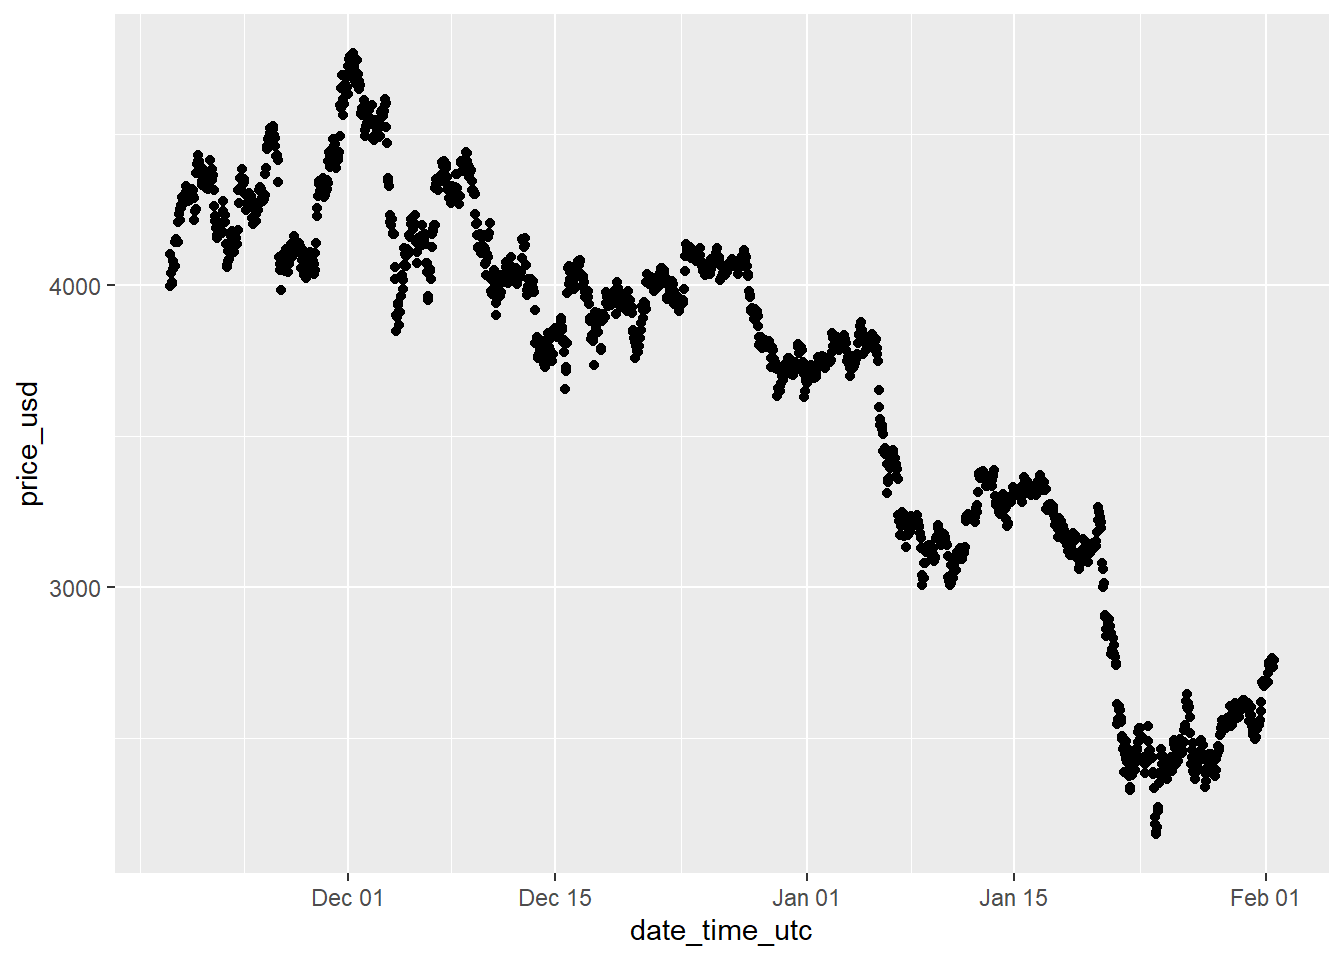 price_usd
4000
3000
Dec 01
Dec 15
Jan 01
Jan 15
Feb 01
date_time_utc